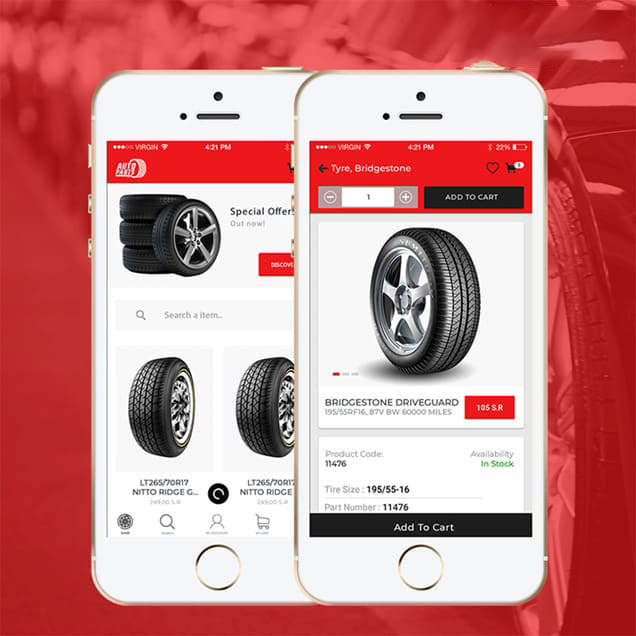 VIRGIN
4:21 PM
AUTO
PARTS
Special Offer!
Out now!
DISCOVE
Search a item..
LT265/70R17
NITTO RIDGE G...
249,00 S.R
LT265/70R17
NITTO RIDGE G
249,00 S.R
SHOP
SEARCH
MY ACCOUNT
MY CART
VIRGIN
4:21 PM
22%
Tyre, Bridgestone
1
ADD TO CART
BRIDGESTONE DRIVEGUARD
195/55RF16, 87V BW 60000 MILES
105 S.R
Product Code:
11476
Availability
In Stock
Tire Size : 195/55-16
Part Number : 11476
Add To Cart